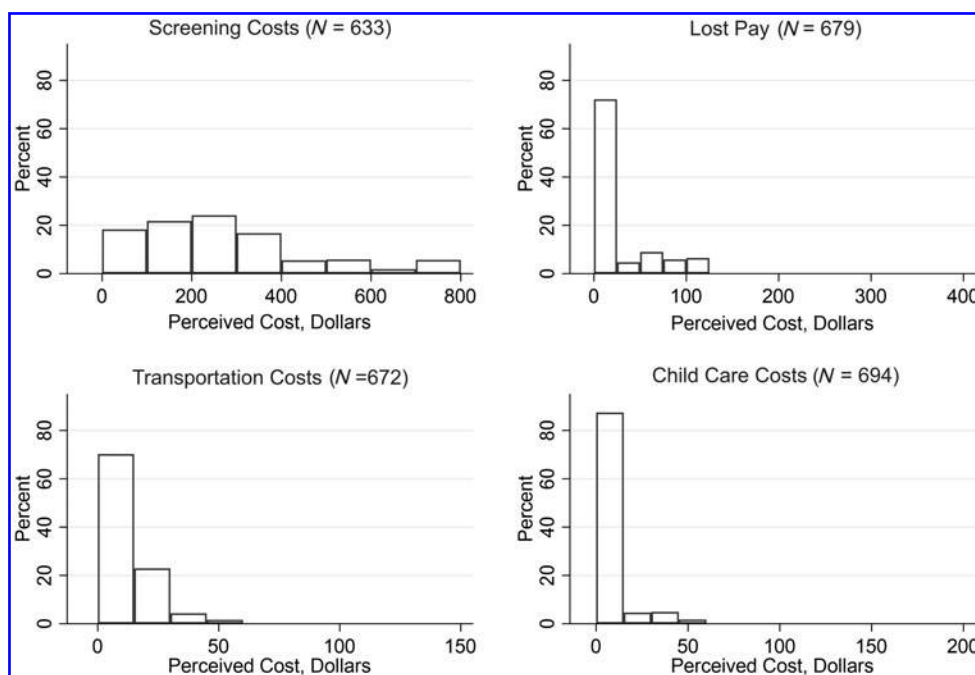 Screening Costs (N = 633)
Percent
80
60
40
20
0
0 200 400 600 800
Perceived Cost, Dollars
Lost Pay (N = 679)
Percent
80
60
40
20
0
0 100 200 300 400
Perceived Cost, Dollars
Transportation Costs (N =672)
Percent
80
60
40
20
0
0 50 100 150
Perceived Cost, Dollars
Child Care Costs (N = 694)
Percent
80
60
40
20
0
0 50 100 150 200
Perceived Cost, Dollars